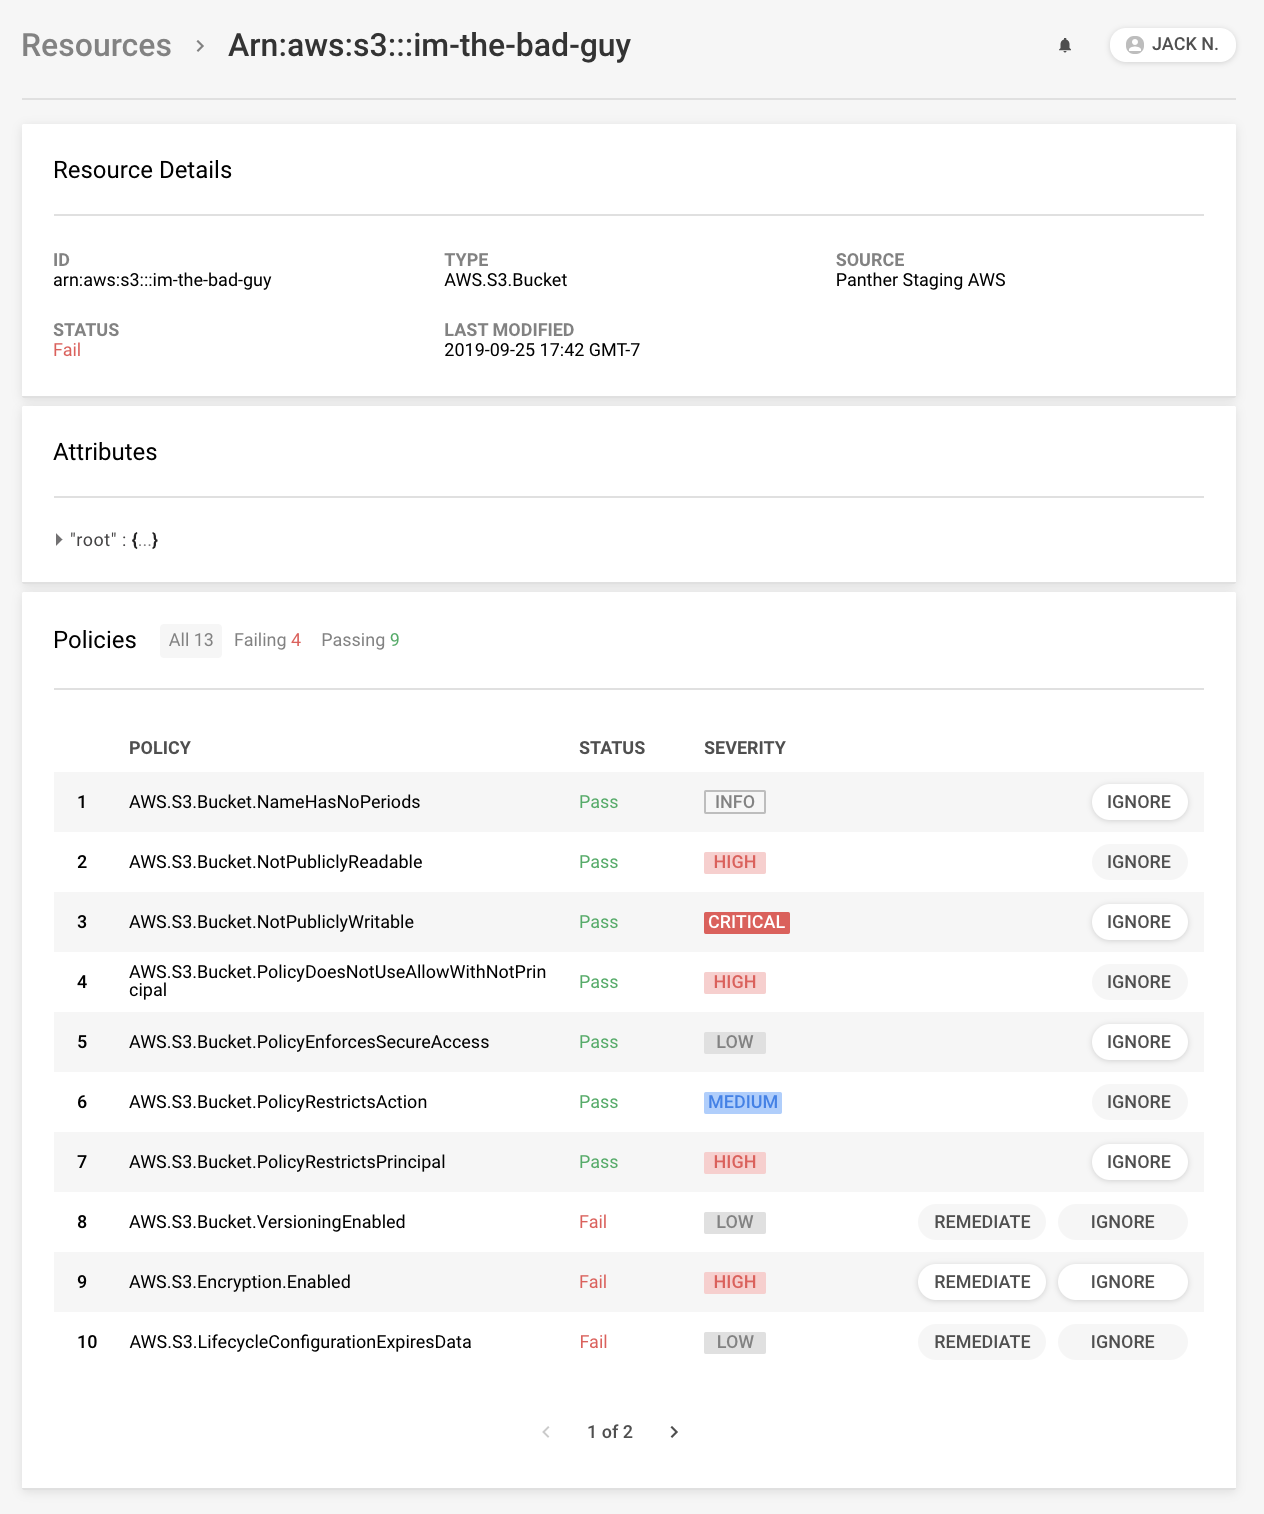 Resources > Arn:aws:s3:::im-the-bad-guy
JACK N.
Resource Details
ID
arn:aws:s3:::im-the-bad-guy
TYPE
AWS.S3.Bucket
SOURCE
Panther Staging AWS
STATUS
Fail
LAST MODIFIED
2019-09-25 17:42 GMT-7
Attributes
"root" : {...}
Policies All 13 Failing 4 Passing 9
POLICY STATUS SEVERITY
1 AWS.S3.Bucket.NameHasNoPeriods Pass INFO IGNORE
2 AWS.S3.Bucket.NotPubliclyReadable Pass HIGH IGNORE
3 AWS.S3.Bucket.NotPubliclyWritable Pass CRITICAL IGNORE
4 AWS.S3.Bucket.PolicyDoesNotUseAllowWithNotPrin
cipal Pass HIGH IGNORE
5 AWS.S3.Bucket.PolicyEnforcesSecureAccess Pass LOW IGNORE
6 AWS.S3.Bucket.PolicyRestrictsAction Pass MEDIUM IGNORE
7 AWS.S3.Bucket.PolicyRestrictsPrincipal Pass HIGH IGNORE
8 AWS.S3.Bucket.VersioningEnabled Fail LOW REMEDIATE IGNORE
9 AWS.S3.Encryption.Enabled Fail HIGH REMEDIATE IGNORE
10 AWS.S3.LifecycleConfigurationExpiresData Fail LOW REMEDIATE IGNORE
< 1 of 2 >